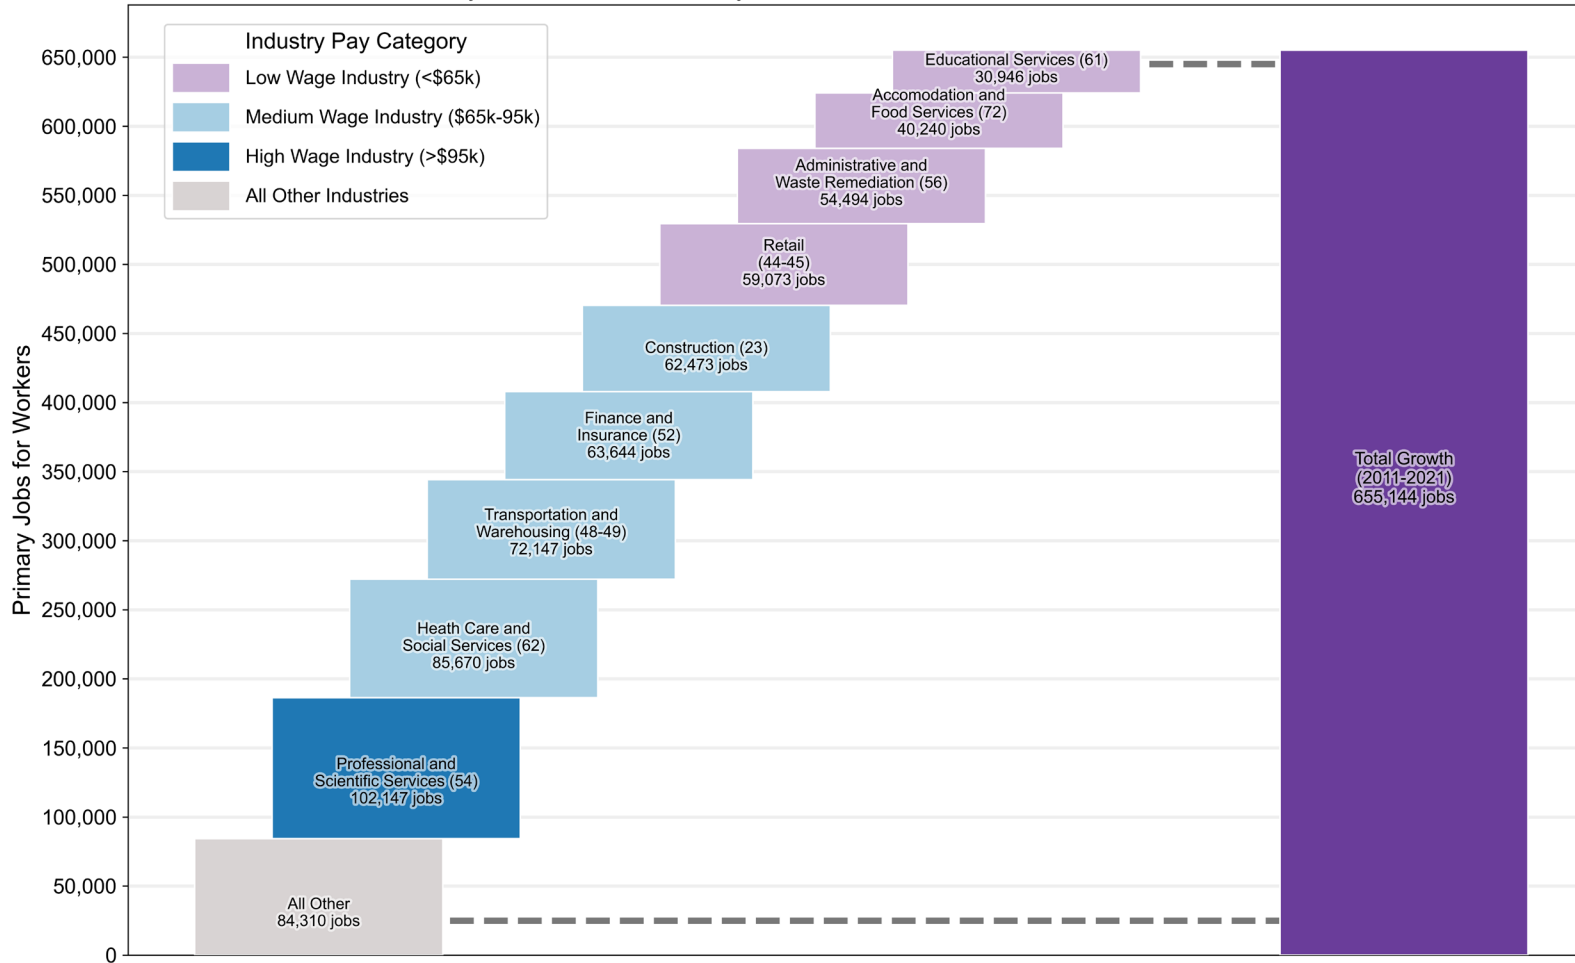 Industry Pay Category
Low Wage Industry (<$65k)
Medium Wage Industry ($65k-95k)
High Wage Industry (>$95k)
All Other Industries
Primary Jobs for Workers
650,000
600,000
550,000
500,000
450,000
400,000
350,000
300,000
250,000
200,000
150,000
100,000
50,000
0
Educational Services (61)
30,946 jobs
Accomodation and
Food Services (72)
40,240 jobs
Administrative and
Waste Remediation (56)
54,494 jobs
Retail
(44-45)
59,073 jobs
Construction (23)
62,473 jobs
Finance and
Insurance (52)
63,644 jobs
Transportation and
Warehousing (48-49)
72,147 jobs
Heath Care and
Social Services (62)
85,670 jobs
Professional and
Scientific Services (54)
102,147 jobs
All Other
84,310 jobs
Total Growth
(2011-2021)
655,144 jobs